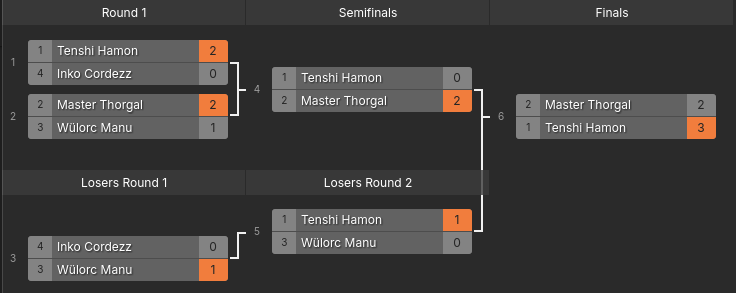 Round 1 Semifinals Finals
1 Tenshi Hamon 2
1
4 Inko Cordezz 0
2 Master Thorgal 2
2
3 Wülorc Manu 1
1 Tenshi Hamon 0
4
2 Master Thorgal 2
2 Master Thorgal 2
6
1 Tenshi Hamon 3
Losers Round 1 Losers Round 2
4 Inko Cordezz 0
3
3 Wülorc Manu 1
1 Tenshi Hamon 1
5
3 Wülorc Manu 0